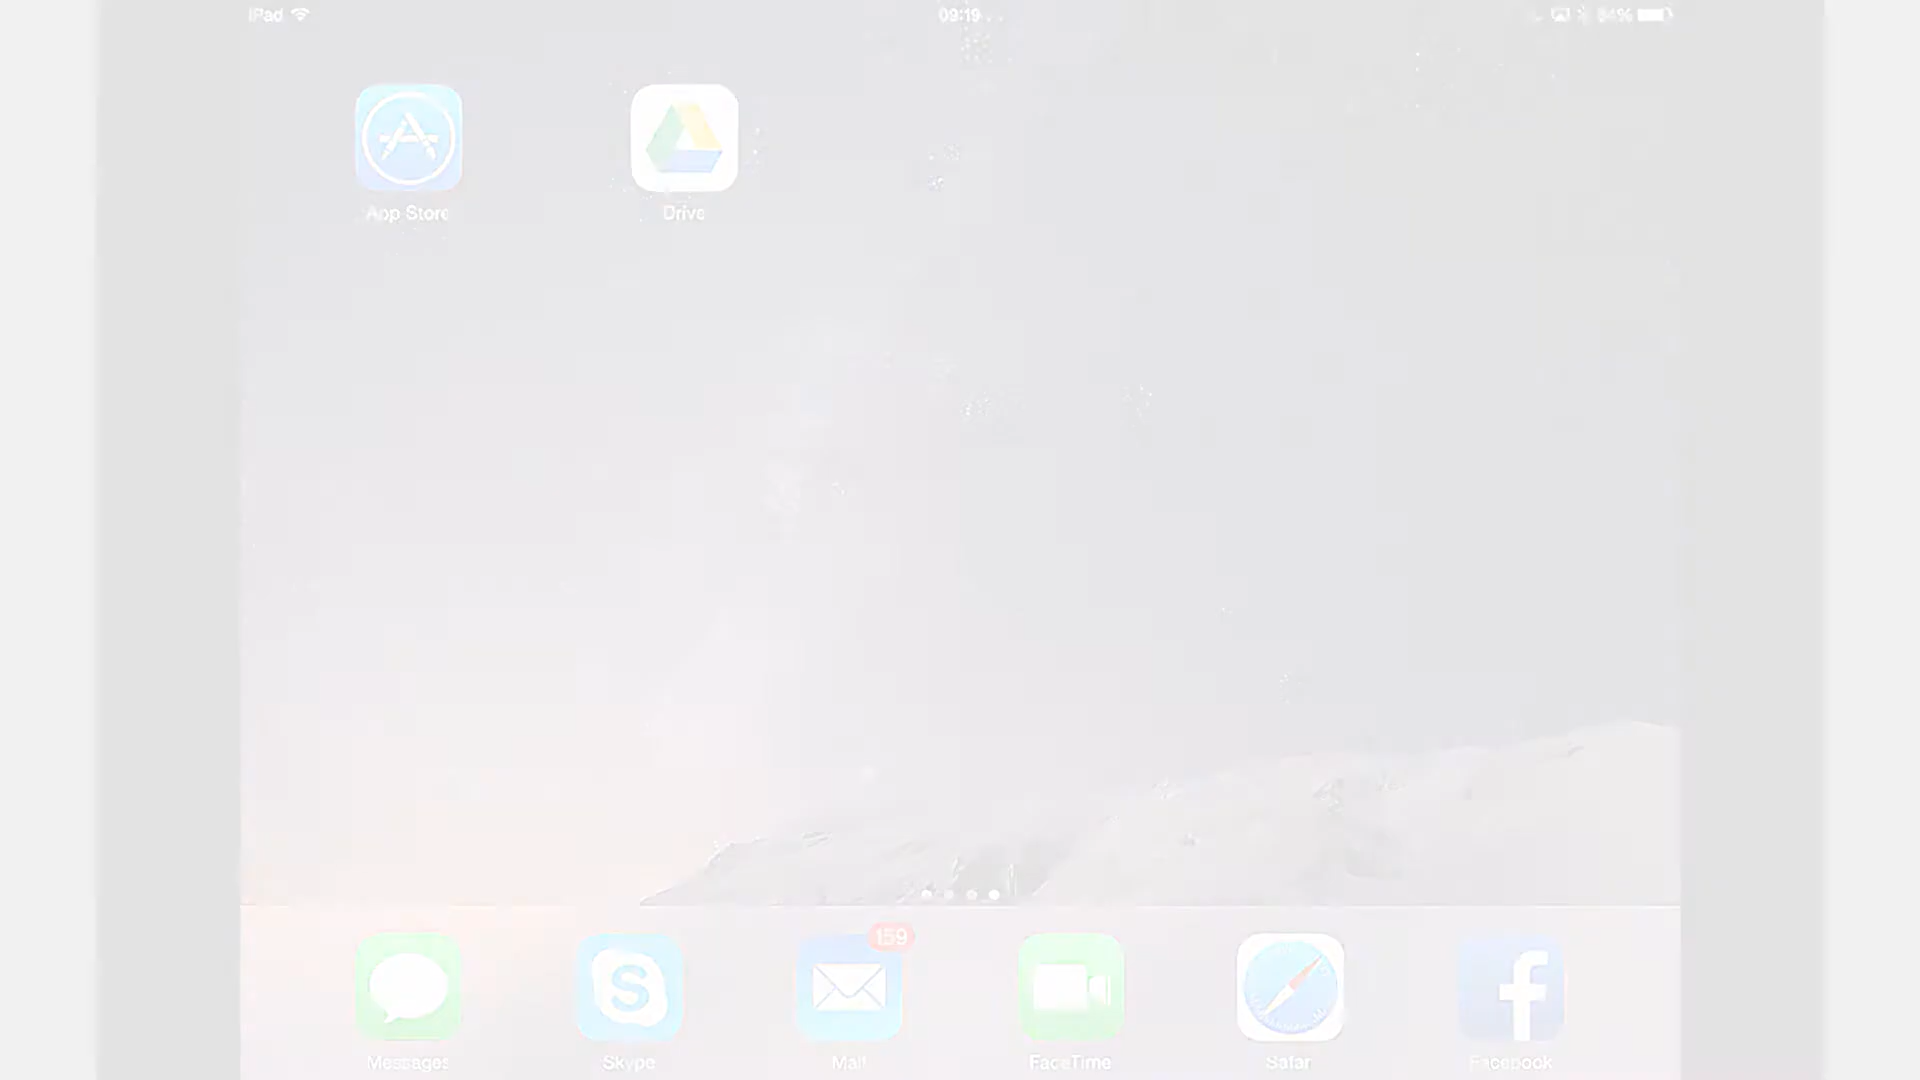 iPad
09:19
App Store
Drive
159
Messages
Skype
Mail
FaceTime
Safari
Facebook